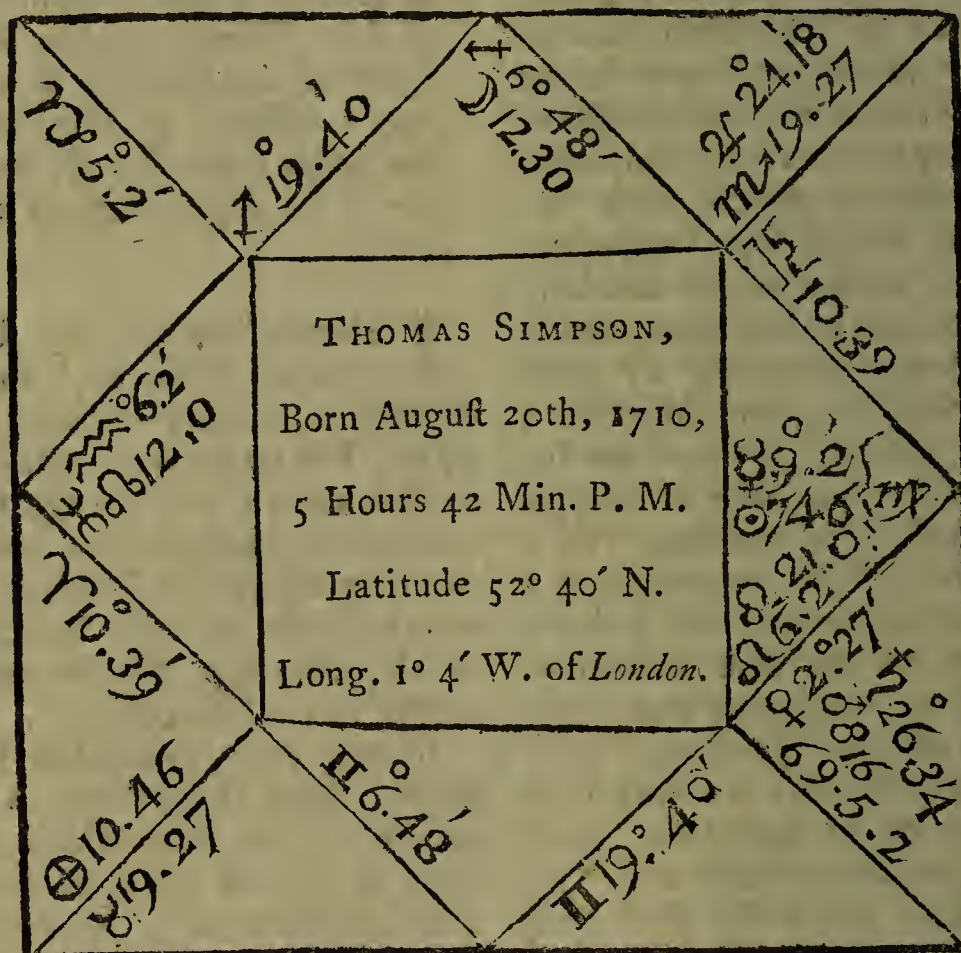 ♑ 5°.2′
♐ 19°.4′0
♐ 6°48′
☽ 12.30
♃ 24°.18′
♏ 19.27
♎ 10.39
♒ 6°.2′
♓ ☊ 12.0
♈ 10°.39′
THOMAS SIMPSON,
Born Auguſt 20th, 1710,
5 Hours 42 Min. P. M.
Latitude 52° 40′ N.
Long. 1° 4′ W. of London.
☿ 9°.2′
☉ 7 46 ♍
♌ 6.2
♀ 2°.27′
♄ 26°.34′
♂ 8 16
♋ 5.2
⊕ 10.46
♉ 19.27
♊ 6°.48′
♊ 19°.40′